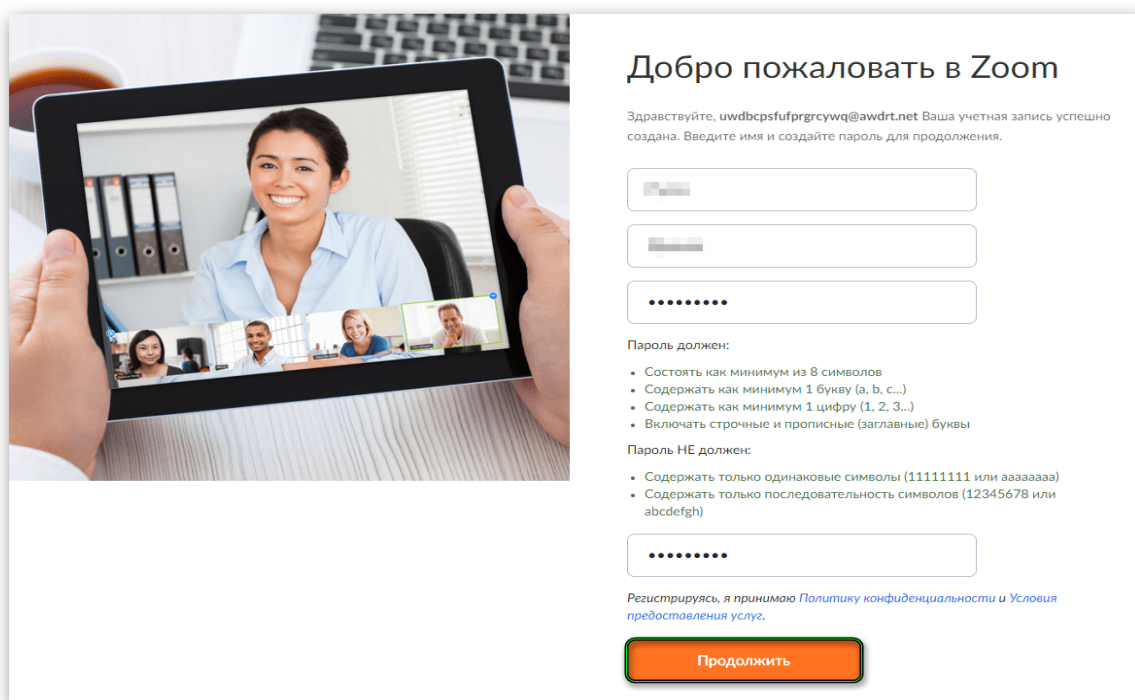 Добро пожаловать в Zoom
Здравствуйте, uwdbcpsfufprgrcywq@awdrt.net Ваша учетная запись успешно
создана. Введите имя и создайте пароль для продолжения.
•••••••••
Пароль должен:
• Состоять как минимум из 8 символов
• Содержать как минимум 1 букву (a, b, c...)
• Содержать как минимум 1 цифру (1, 2, 3...)
• Включать строчные и прописные (заглавные) буквы
Пароль НЕ должен:
• Содержать только одинаковые символы (11111111 или aaaaaaaa)
• Содержать только последовательность символов (12345678 или
abcdefgh)
•••••••••
Регистрируясь, я принимаю Политику конфиденциальности и Условия
предоставления услуг.
Продолжить